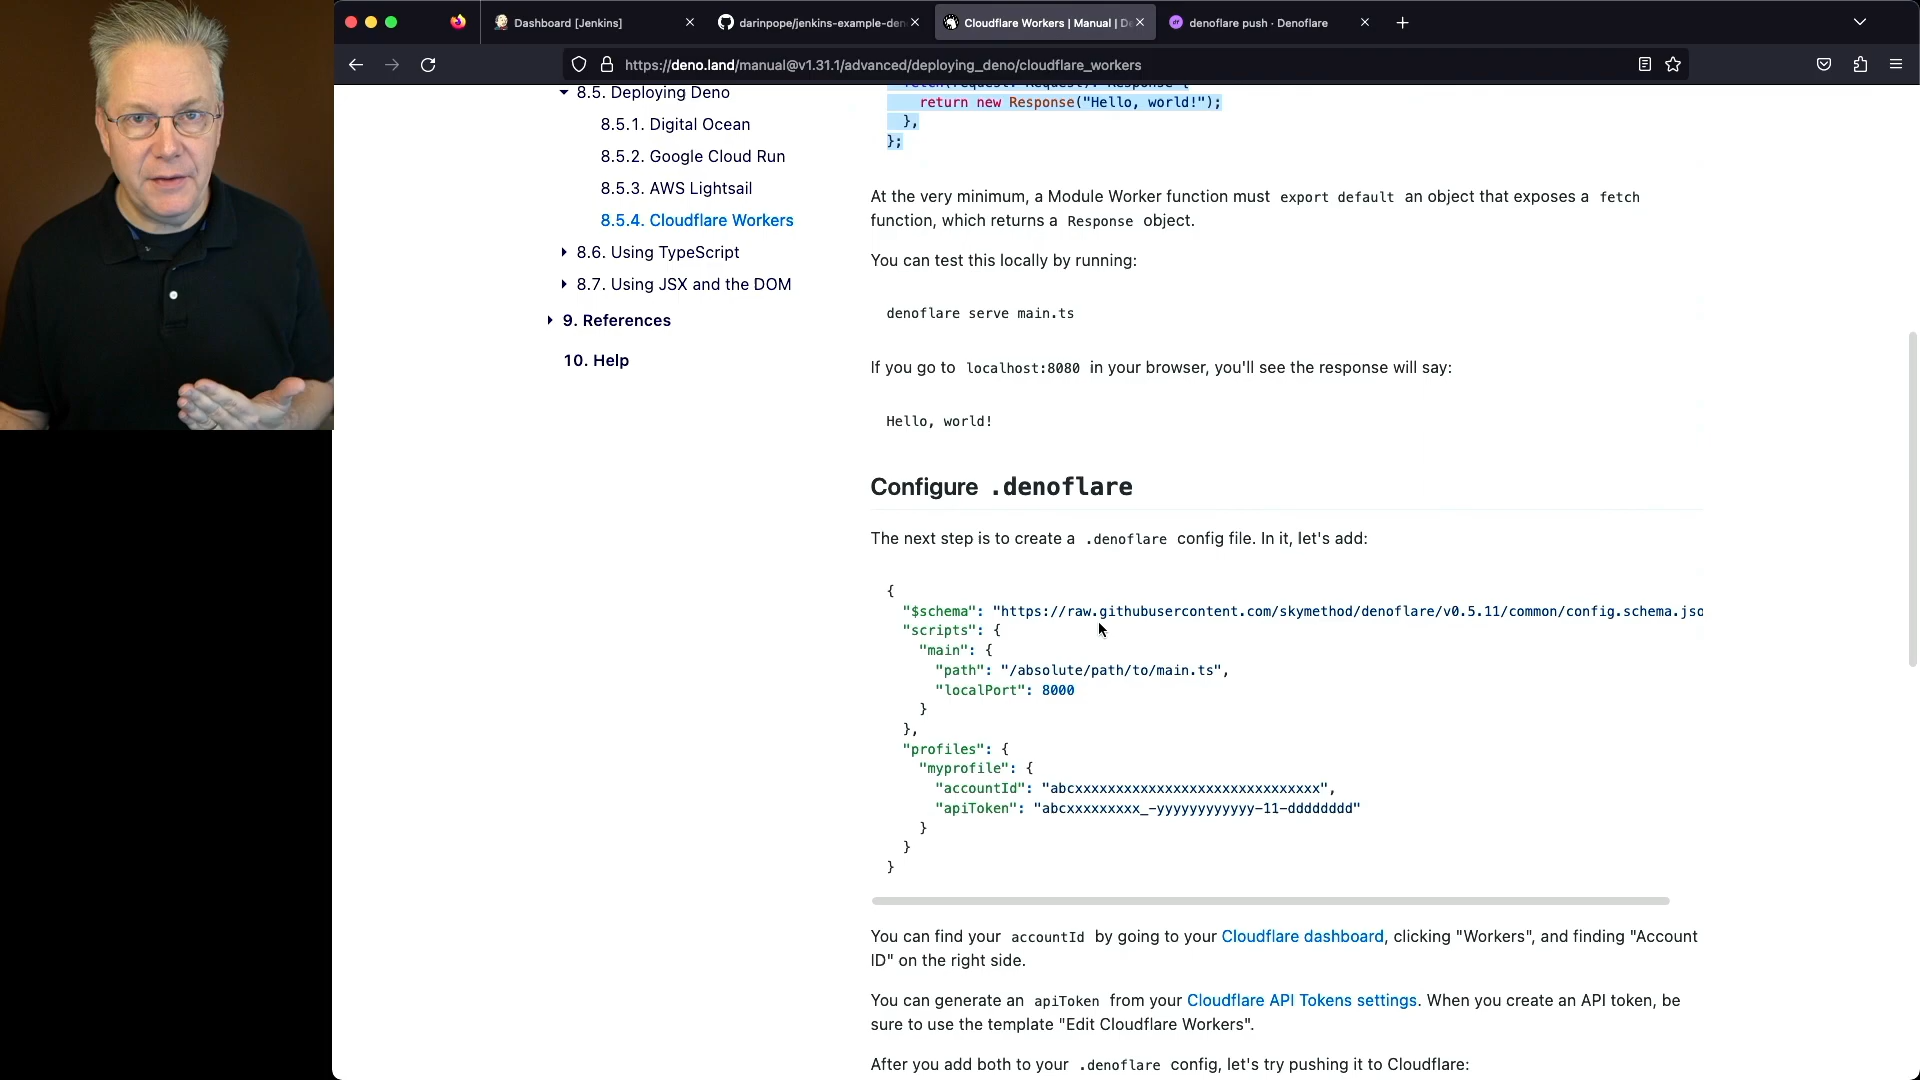 Dashboard [Jenkins]
darinpope/jenkins-example-den
Cloudflare Workers | Manual | D
denoflare push · Denoflare
https://deno.land/manual@v1.31.1/advanced/deploying_deno/cloudflare_workers
8.5. Deploying Deno
8.5.1. Digital Ocean
8.5.2. Google Cloud Run
8.5.3. AWS Lightsail
8.5.4. Cloudflare Workers
8.6. Using TypeScript
8.7. Using JSX and the DOM
9. References
10. Help
fetch(request: Request): Response {
return new Response("Hello, world!");
},
};
At the very minimum, a Module Worker function must export default an object that exposes a fetch
function, which returns a Response object.
You can test this locally by running:
denoflare serve main.ts
If you go to localhost:8080 in your browser, you'll see the response will say:
Hello, world!
Configure .denoflare
The next step is to create a .denoflare config file. In it, let's add:
{
"$schema": "https://raw.githubusercontent.com/skymethod/denoflare/v0.5.11/common/config.schema.jso
"scripts": {
"main": {
"path": "/absolute/path/to/main.ts",
"localPort": 8000
}
},
"profiles": {
"myprofile": {
"accountId": "abcxxxxxxxxxxxxxxxxxxxxxxxxxxxxxx",
"apiToken": "abcxxxxxxxxx_-yyyyyyyyyyyy-11-dddddddd"
}
}
}
You can find your accountId by going to your Cloudflare dashboard, clicking "Workers", and finding "Account
ID" on the right side.
You can generate an apiToken from your Cloudflare API Tokens settings. When you create an API token, be
sure to use the template "Edit Cloudflare Workers".
After you add both to your .denoflare config, let's try pushing it to Cloudflare: